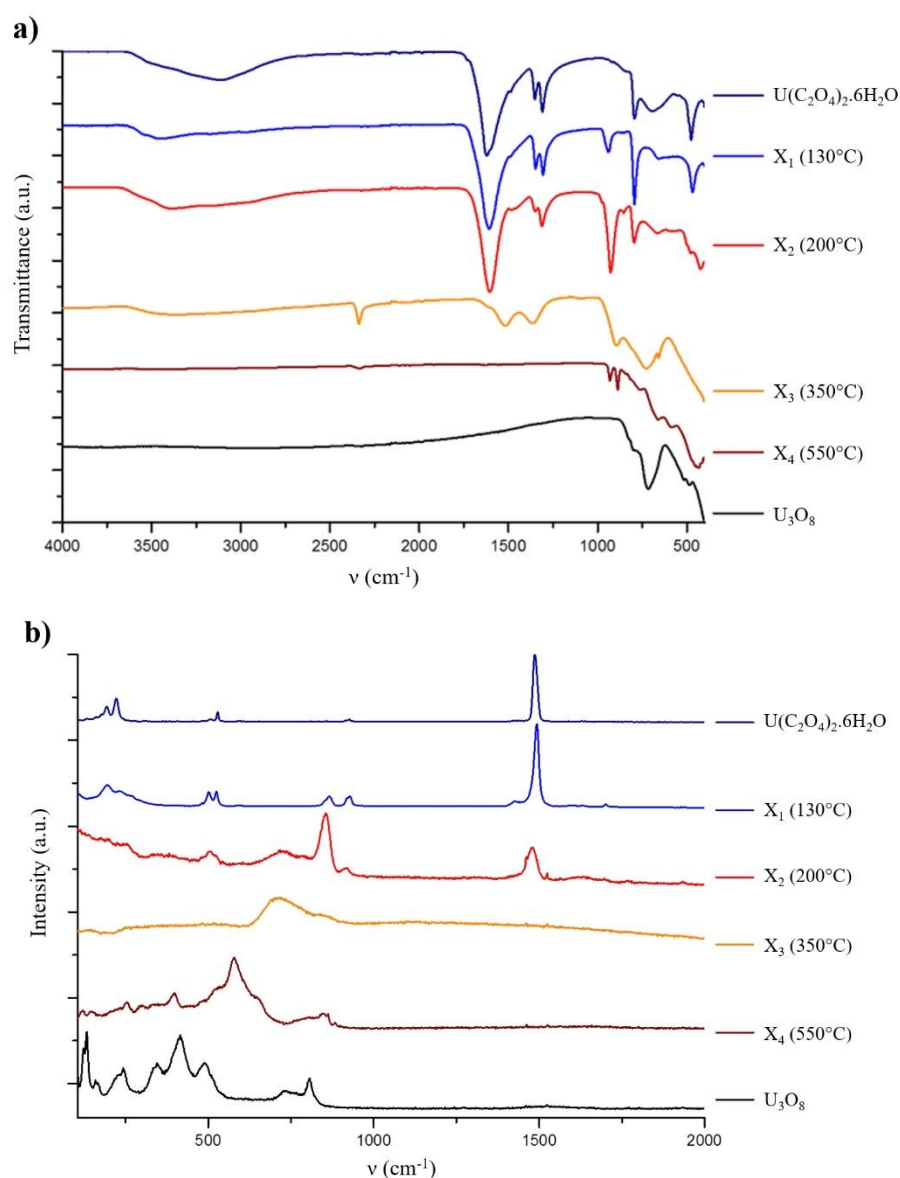 a)
Transmittance (a.u.)
U(C₂O₄)₂.6H₂O
X₁ (130°C)
X₂ (200°C)
X₃ (350°C)
X₄ (550°C)
U₃O₈
4000 3500 3000 2500 2000 1500 1000 500
ν (cm⁻¹)
b)
Intensity (a.u.)
U(C₂O₄)₂.6H₂O
X₁ (130°C)
X₂ (200°C)
X₃ (350°C)
X₄ (550°C)
U₃O₈
500 1000 1500 2000
ν (cm⁻¹)